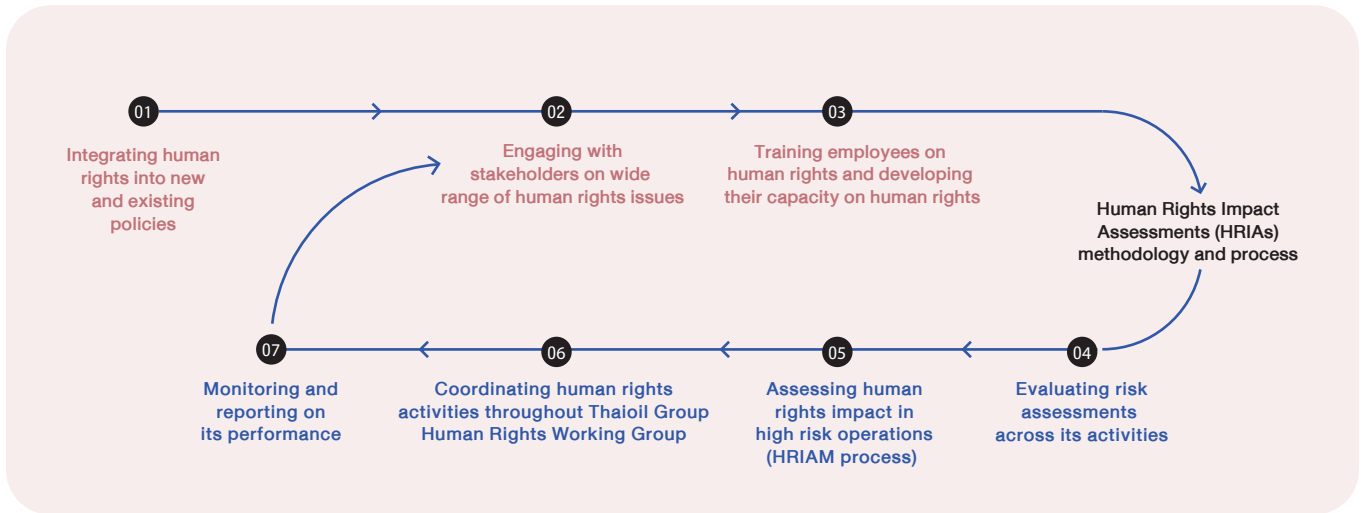 01
Integrating human
rights into new
and existing
policies
02
Engaging with
stakeholders on wide
range of human rights issues
03
Training employees on
human rights and developing
their capacity on human rights
Human Rights Impact
Assessments (HRIAs)
methodology and process
04
Evaluating risk
assessments
across its activities
05
Assessing human
rights impact in
high risk operations
(HRIAM process)
06
Coordinating human rights
activities throughout Thaioil Group
Human Rights Working Group
07
Monitoring and
reporting on
its performance